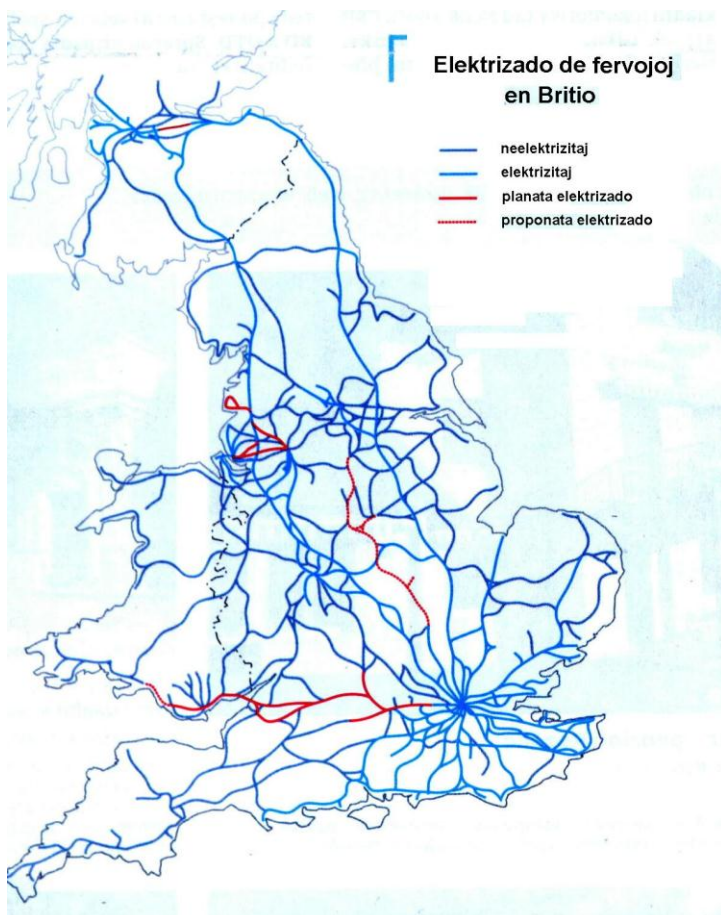 Elektrizado de fervojoj
en Britio
neelektrizitaj
elektrizitaj
planata elektrizado
proponata elektrizado